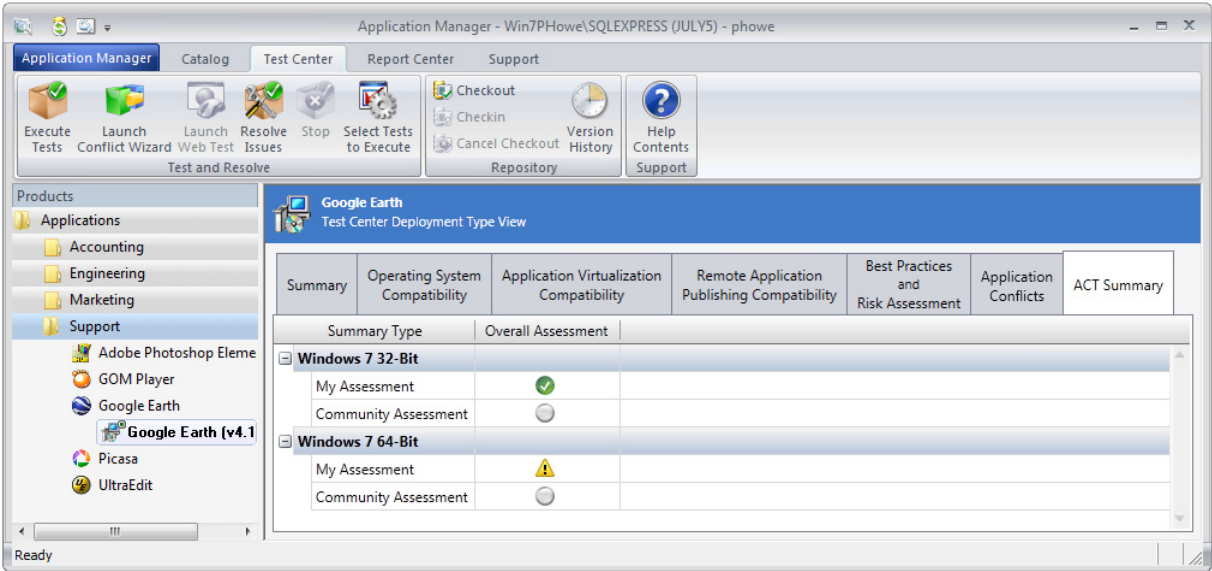 Application Manager - Win7PHowe\SQLEXPRESS (JULY5) - phowe
Application Manager Catalog Test Center Report Center Support
Execute Tests
Launch Conflict Wizard
Launch Web Test
Resolve Issues
Stop
Select Tests to Execute
Test and Resolve
Checkout
Checkin
Cancel Checkout
Version History
Repository
Help Contents
Support
Products
Applications
Accounting
Engineering
Marketing
Support
Adobe Photoshop Eleme
GOM Player
Google Earth
Google Earth (v4.1
Picasa
UltraEdit
Google Earth
Test Center Deployment Type View
Summary
Operating System Compatibility
Application Virtualization Compatibility
Remote Application Publishing Compatibility
Best Practices and Risk Assessment
Application Conflicts
ACT Summary
Summary Type Overall Assessment
Windows 7 32-Bit
My Assessment
Community Assessment
Windows 7 64-Bit
My Assessment
Community Assessment
Ready